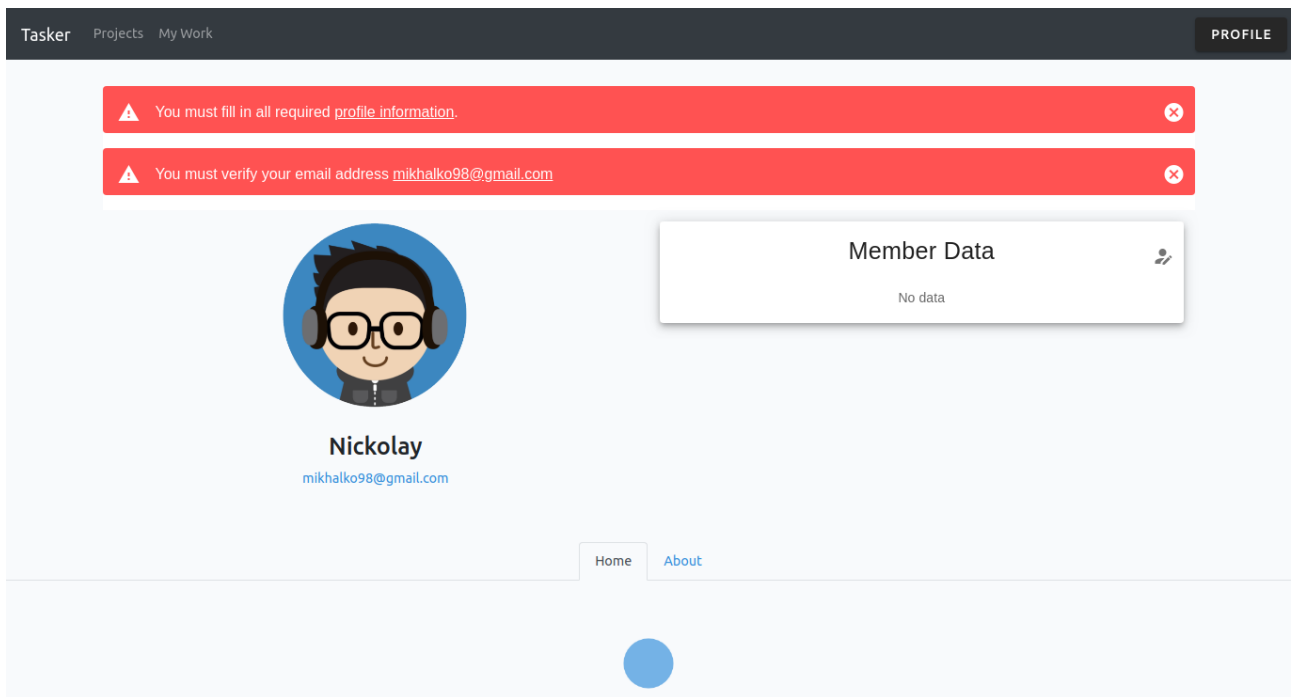 Tasker Projects My Work PROFILE
You must fill in all required profile information.
You must verify your email address mikhalko98@gmail.com
Member Data
No data
Nickolay
mikhalko98@gmail.com
Home About